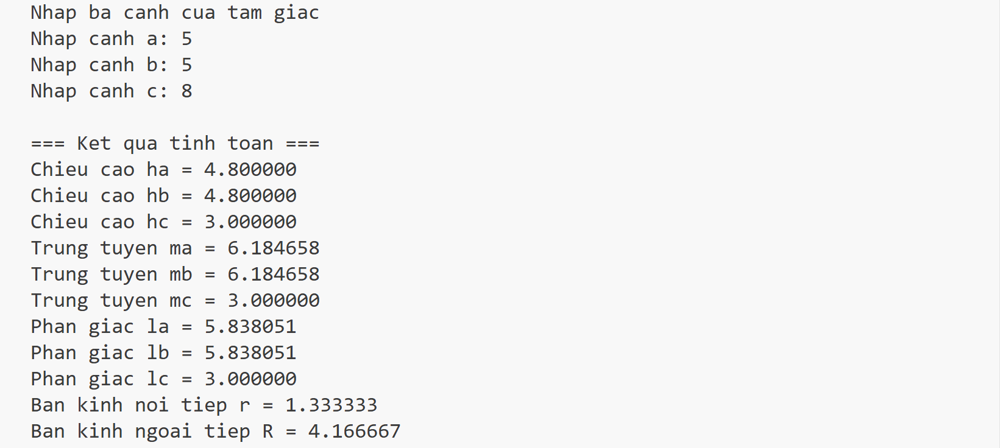 Nhap ba canh cua tam giac
Nhap canh a: 5
Nhap canh b: 5
Nhap canh c: 8
=== Ket qua tinh toan ===
Chieu cao ha = 4.800000
Chieu cao hb = 4.800000
Chieu cao hc = 3.000000
Trung tuyen ma = 6.184658
Trung tuyen mb = 6.184658
Trung tuyen mc = 3.000000
Phan giac la = 5.838051
Phan giac lb = 5.838051
Phan giac lc = 3.000000
Ban kinh noi tiep r = 1.333333
Ban kinh ngoai tiep R = 4.166667